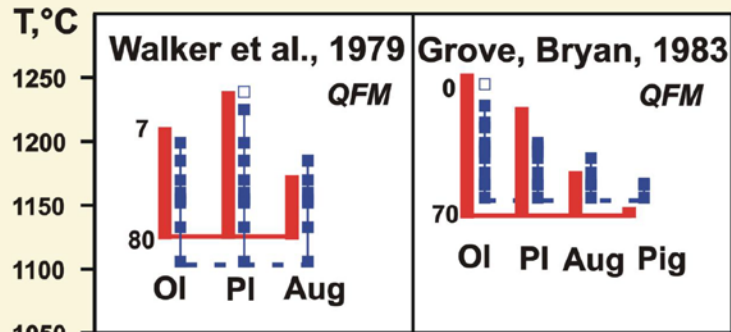 T,°C
Walker et al., 1979
Grove, Bryan, 1983
QFM
QFM
1250
1200
1150
1100
1050
7
80
0
70
Ol Pl Aug
Ol Pl Aug Pig